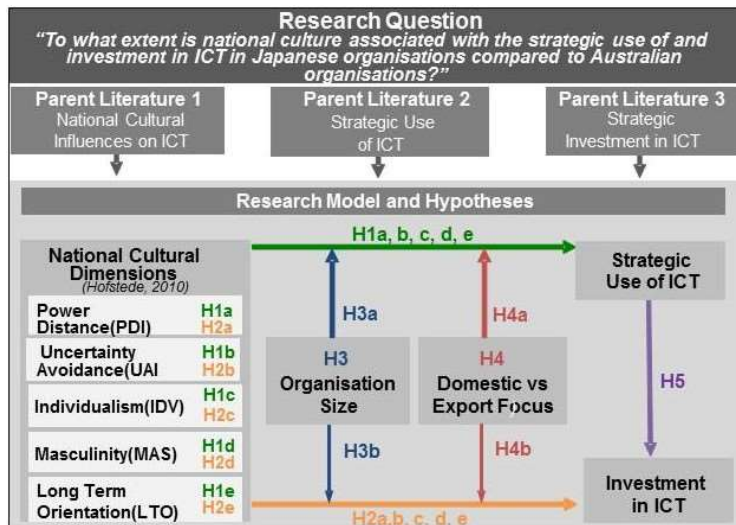 Research Question
“To what extent is national culture associated with the strategic use of and
investment in ICT in Japanese organisations compared to Australian
organisations?”
Parent Literature 1
National Cultural
Influences on ICT
Parent Literature 2
Strategic Use
of ICT
Parent Literature 3
Strategic
Investment in ICT
Research Model and Hypotheses
National Cultural
Dimensions
(Hofstede, 2010)
Power
Distance(PDI)
H1a
H2a
Uncertainty
Avoidance(UAI
H1b
H2b
Individualism(IDV)
H1c
H2c
Masculinity(MAS)
H1d
H2d
Long Term
Orientation(LTO)
H1e
H2e
H1a, b, c, d, e
H3a
H3
Organisation
Size
H3b
H4a
H4
Domestic vs
Export Focus
H4b
H2a,b, c, d, e
Strategic
Use of ICT
H5
Investment
in ICT